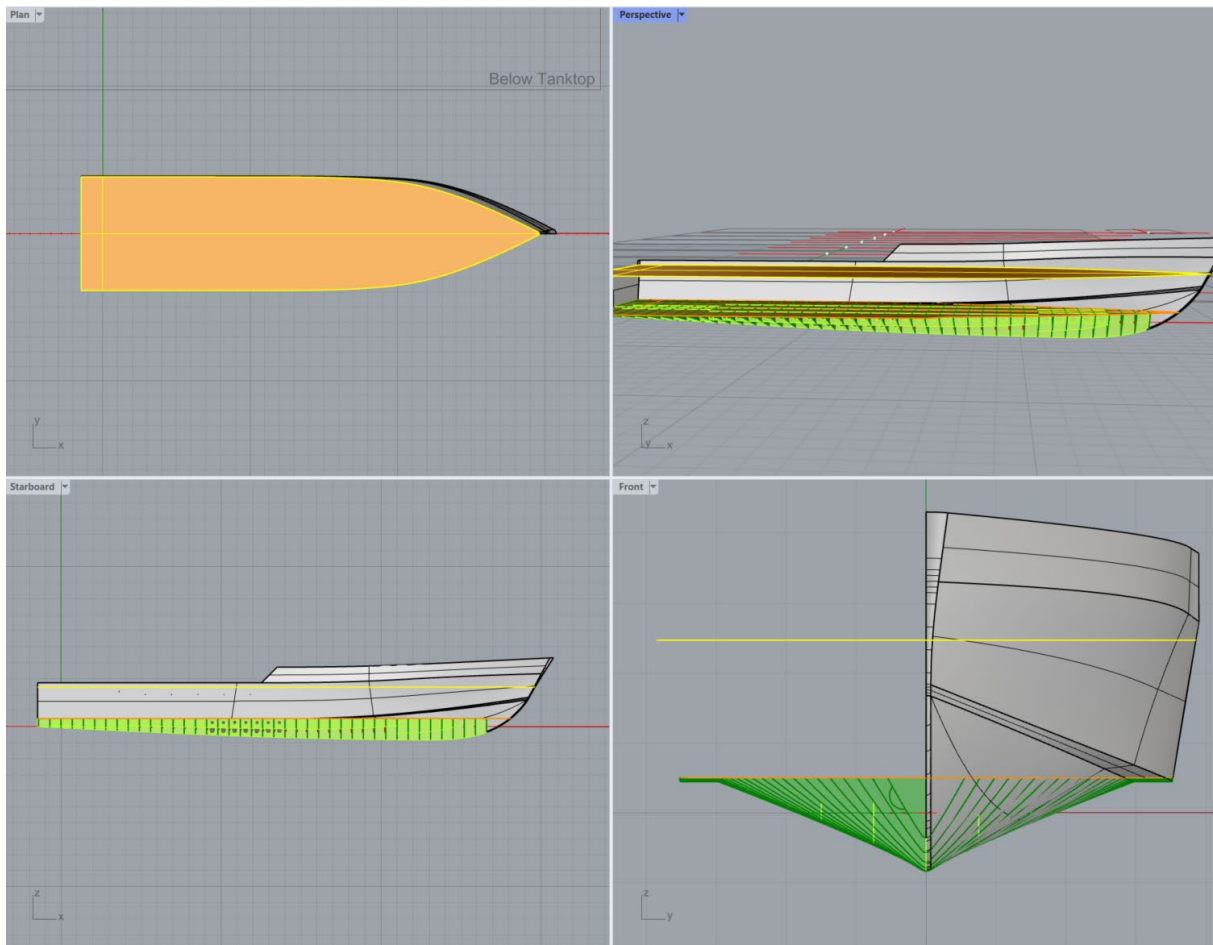 Plan
Below Tanktop
y
x
Perspective
z
y
x
Starboard
z
x
Front
z
y